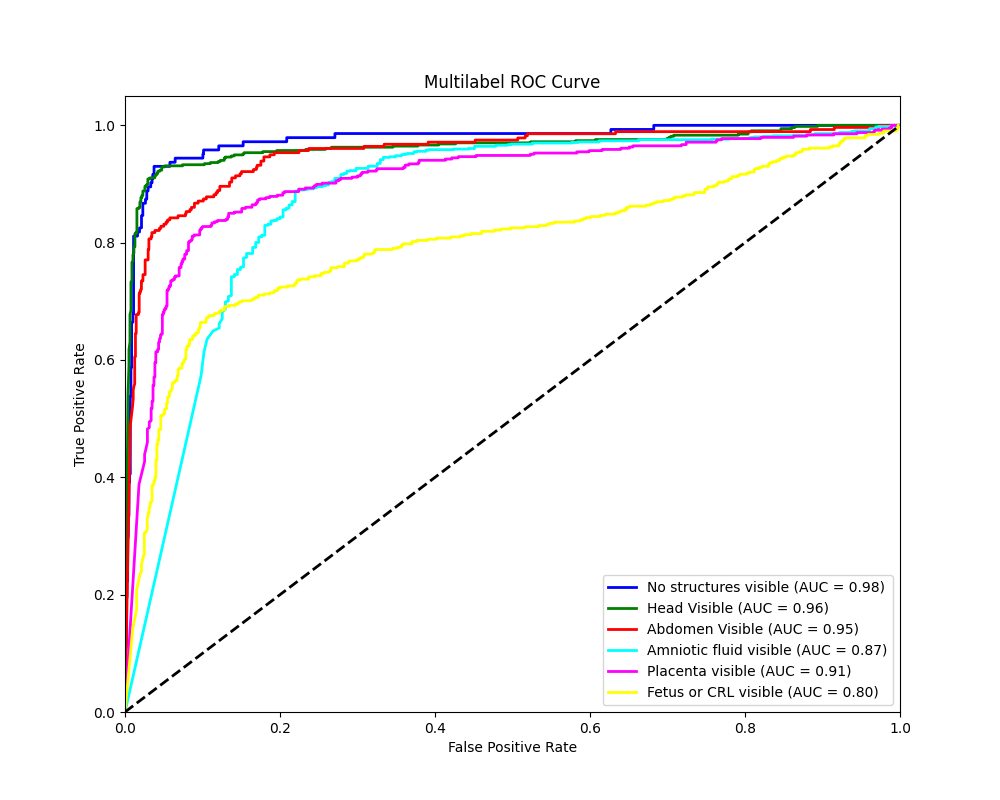 Multilabel ROC Curve
True Positive Rate
1.0
0.8
0.6
0.4
0.2
0.0
No structures visible (AUC = 0.98)
Head Visible (AUC = 0.96)
Abdomen Visible (AUC = 0.95)
Amniotic fluid visible (AUC = 0.87)
Placenta visible (AUC = 0.91)
Fetus or CRL visible (AUC = 0.80)
0.0 0.2 0.4 0.6 0.8 1.0
False Positive Rate